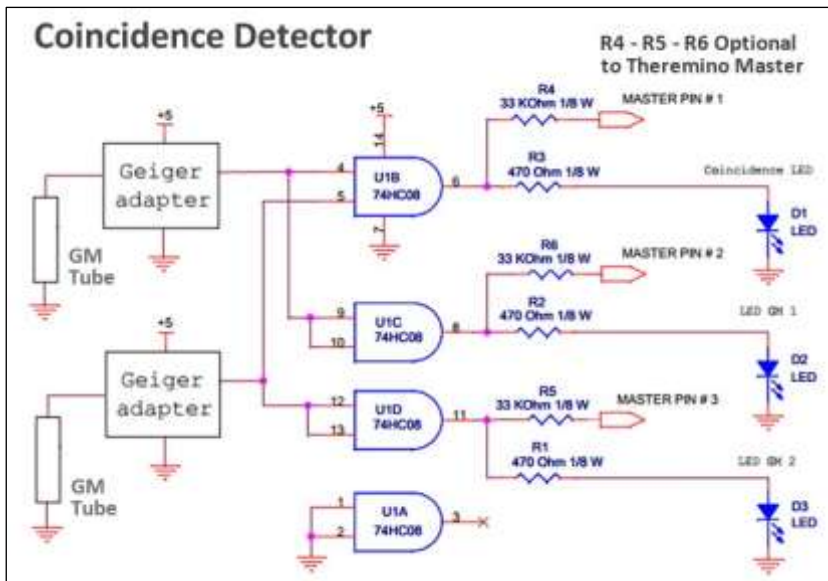 Coincidence Detector
R4 - R5 - R6 Optional
to Theremino Master
+5
Geiger
adapter
GM
Tube
+5
14
4
5
U1B
74HC08
6
7
R4
33 KOhm 1/8 W
MASTER PIN # 1
R3
470 Ohm 1/8 W
Coincidence LED
D1
LED
9
10
U1C
74HC08
8
R6
33 KOhm 1/8 W
MASTER PIN # 2
R2
470 Ohm 1/8 W
LED GM 1
D2
LED
+5
Geiger
adapter
GM
Tube
12
13
U1D
74HC08
11
R5
33 KOhm 1/8 W
MASTER PIN # 3
R1
470 Ohm 1/8 W
LED GM 2
D3
LED
1
2
U1A
74HC08
3